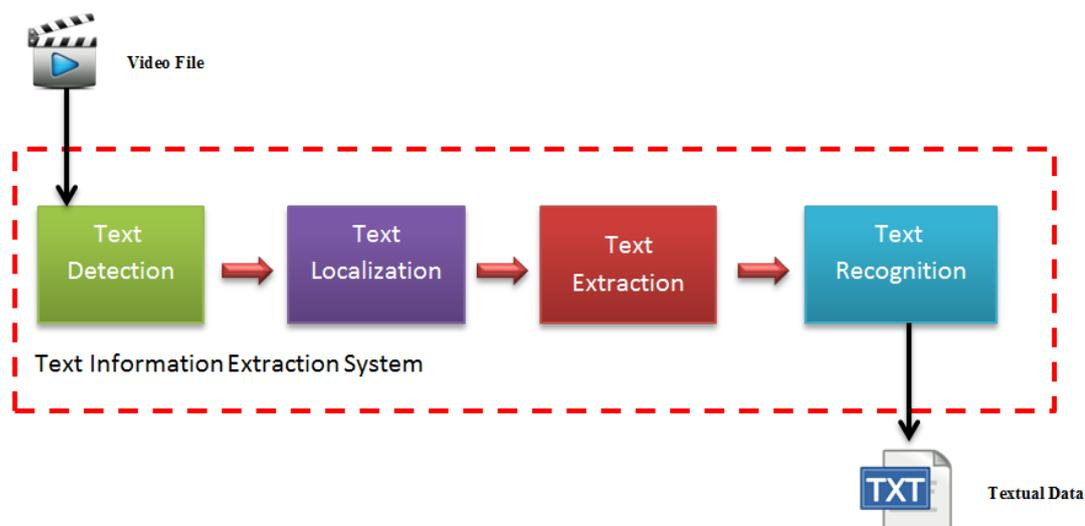 Video File
Text
Detection
Text
Localization
Text
Extraction
Text
Recognition
Text Information Extraction System
TXT
Textual Data